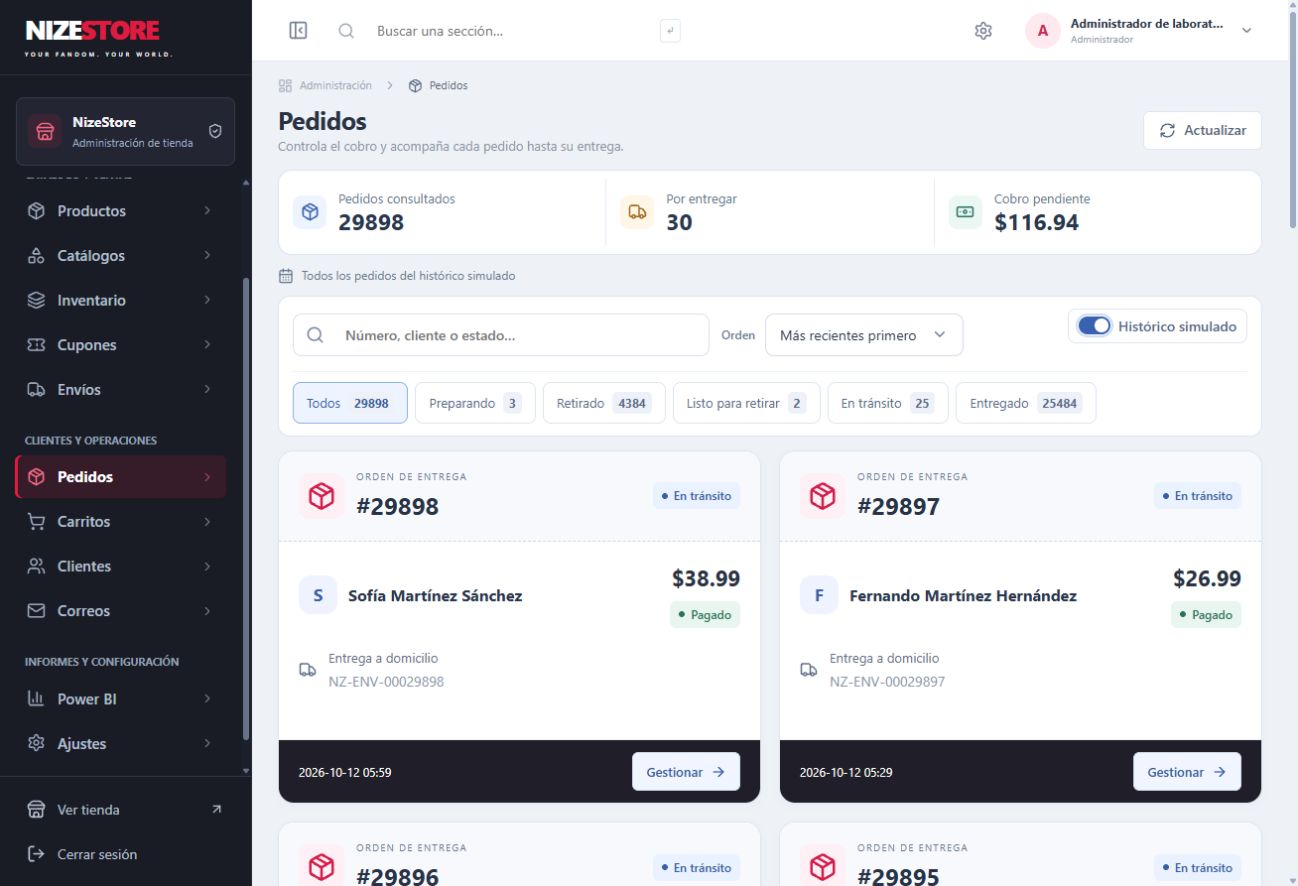 NIZESTORE
YOUR FANDOM. YOUR WORLD.
NizeStore
Administración de tienda
Productos
Catálogos
Inventario
Cupones
Envíos
CLIENTES Y OPERACIONES
Pedidos
Carritos
Clientes
Correos
INFORMES Y CONFIGURACIÓN
Power BI
Ajustes
Ver tienda
Cerrar sesión
Buscar una sección...
A
Administrador de laborat...
Administrador
Administración
Pedidos
Pedidos
Controla el cobro y acompaña cada pedido hasta su entrega.
Actualizar
Pedidos consultados
29898
Por entregar
30
Cobro pendiente
$116.94
Todos los pedidos del histórico simulado
Número, cliente o estado...
Orden
Más recientes primero
Histórico simulado
Todos 29898
Preparando 3
Retirado 4384
Listo para retirar 2
En tránsito 25
Entregado 25484
ORDEN DE ENTREGA
#29898
En tránsito
S
Sofía Martínez Sánchez
$38.99
Pagado
Entrega a domicilio
NZ-ENV-00029898
2026-10-12 05:59
Gestionar
ORDEN DE ENTREGA
#29897
En tránsito
F
Fernando Martínez Hernández
$26.99
Pagado
Entrega a domicilio
NZ-ENV-00029897
2026-10-12 05:29
Gestionar
ORDEN DE ENTREGA
#29896
En tránsito
ORDEN DE ENTREGA
#29895
En tránsito